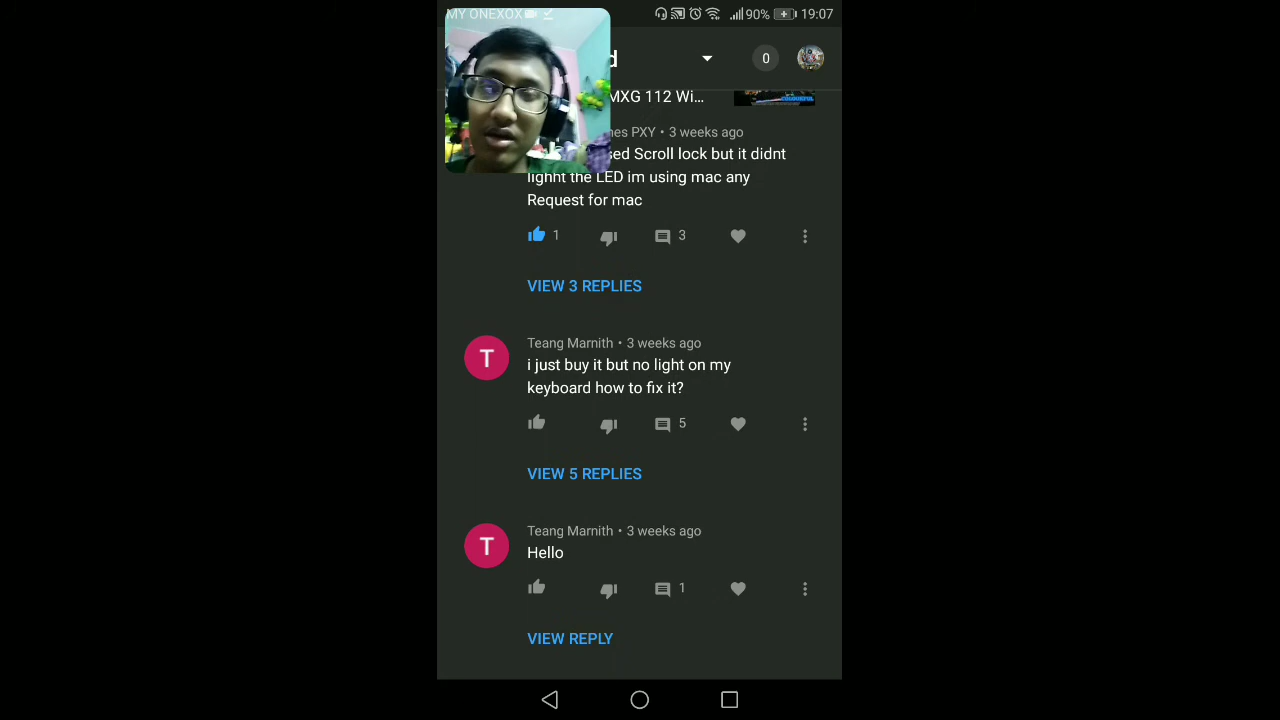 MY ONEXOX
90% 19:07
d
0
MXG 112 Wi...
nes PXY • 3 weeks ago
sed Scroll lock but it didnt
lighht the LED im using mac any
Request for mac
1
3
VIEW 3 REPLIES
T
Teang Marnith • 3 weeks ago
i just buy it but no light on my
keyboard how to fix it?
5
VIEW 5 REPLIES
T
Teang Marnith • 3 weeks ago
Hello
1
VIEW REPLY